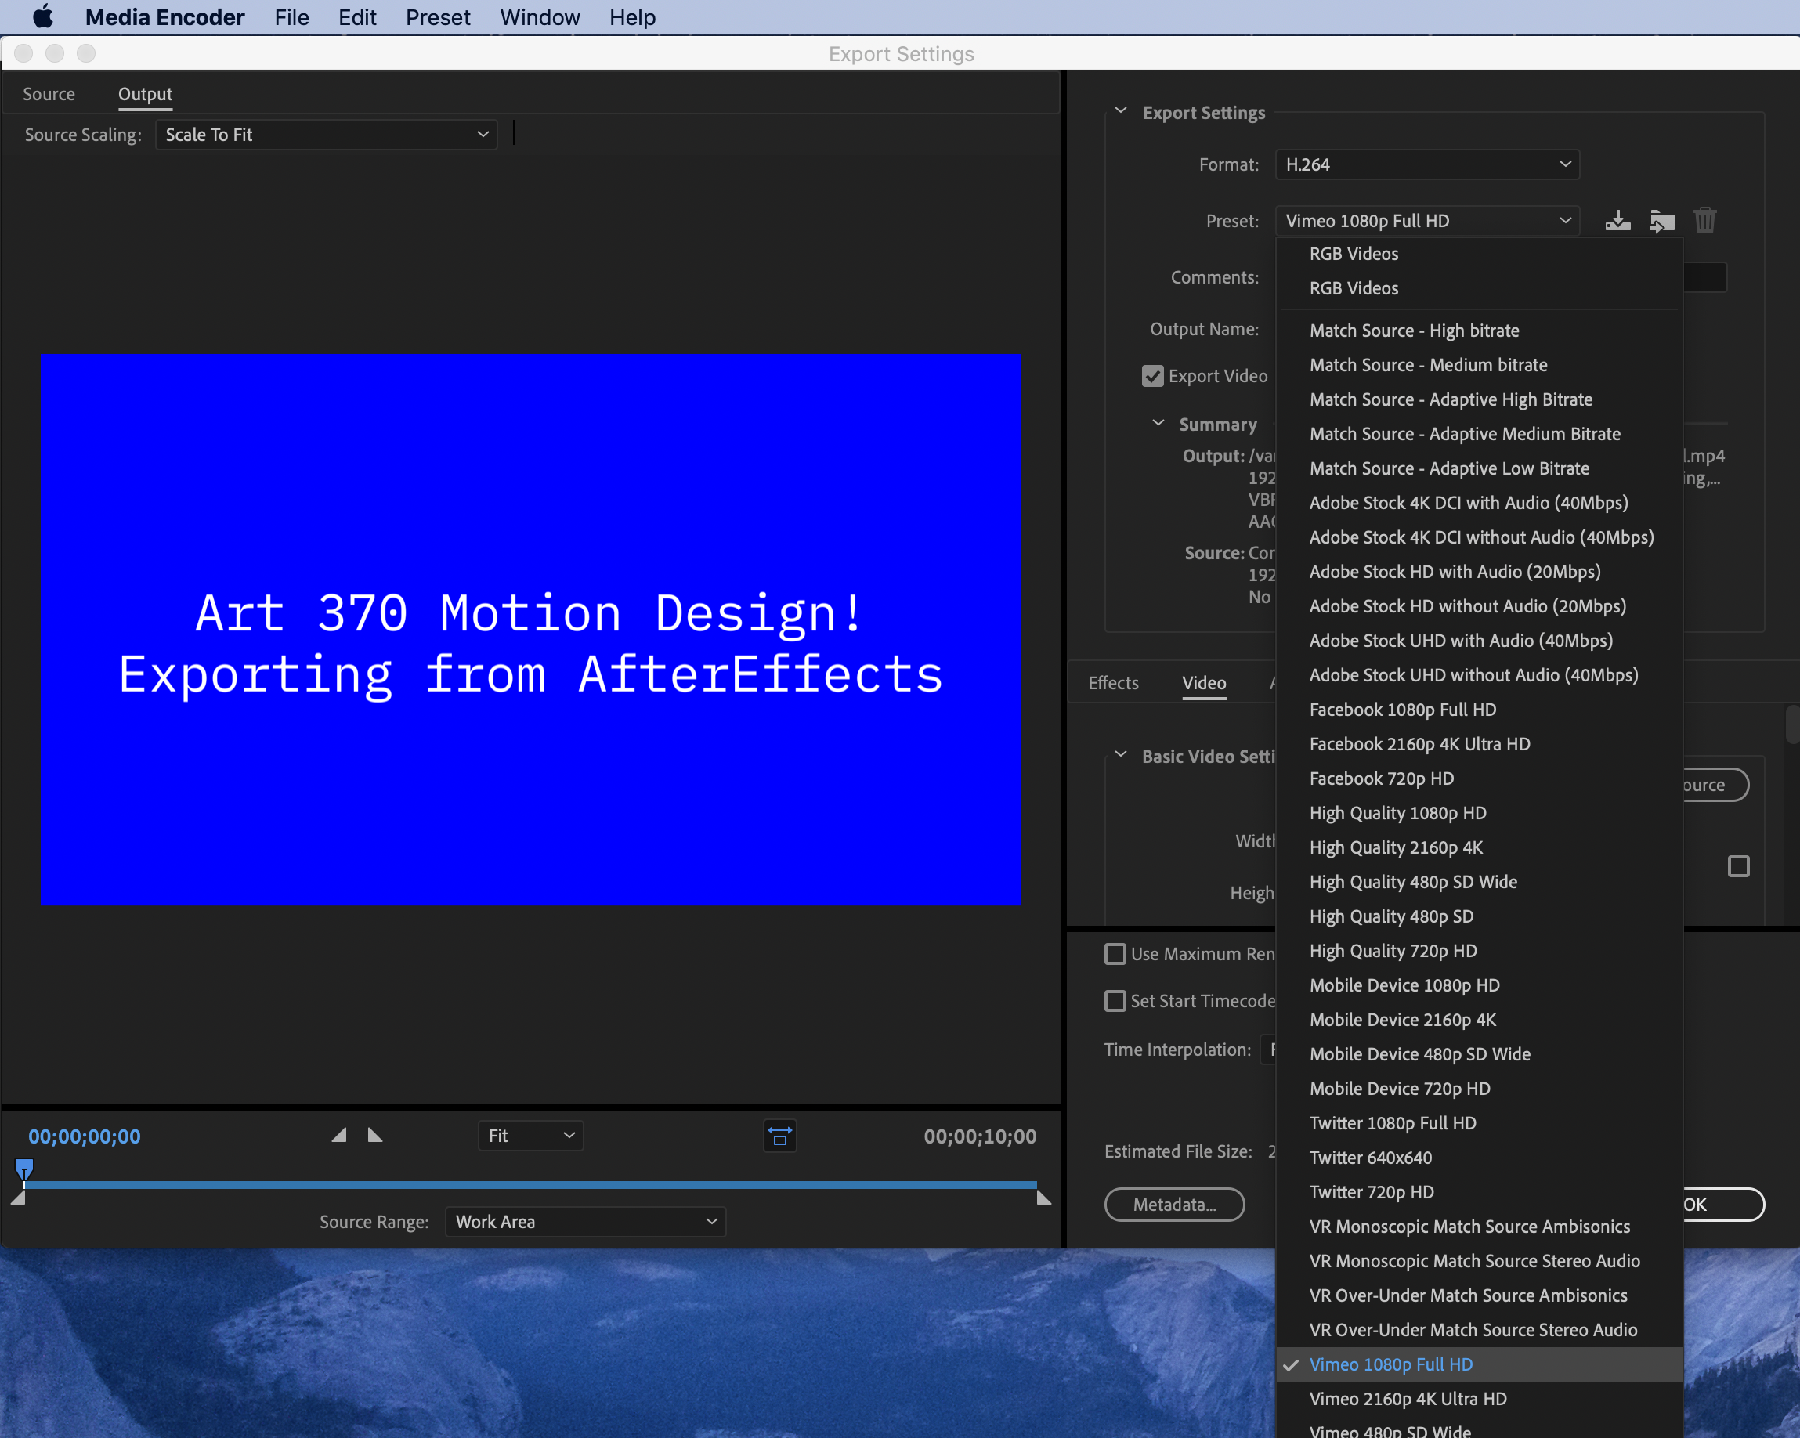 Media Encoder File Edit Preset Window Help
Export Settings
Source Output
Source Scaling: Scale To Fit
Art 370 Motion Design!
Exporting from AfterEffects
00;00;00;00 Fit 00;00;10;00
Source Range: Work Area
Export Settings
Format: H.264
Preset: Vimeo 1080p Full HD
Comments:
Output Name:
Export Video
Summary
Output: /va
.mp4
192
ing,...
VB
AA
Source: Co
192
No
Effects Video
Basic Video Setti
ource
Widt
Heigh
Use Maximum Ren
Set Start Timecode
Time Interpolation:
Estimated File Size: 2
Metadata...
OK
RGB Videos
RGB Videos
Match Source - High bitrate
Match Source - Medium bitrate
Match Source - Adaptive High Bitrate
Match Source - Adaptive Medium Bitrate
Match Source - Adaptive Low Bitrate
Adobe Stock 4K DCI with Audio (40Mbps)
Adobe Stock 4K DCI without Audio (40Mbps)
Adobe Stock HD with Audio (20Mbps)
Adobe Stock HD without Audio (20Mbps)
Adobe Stock UHD with Audio (40Mbps)
Adobe Stock UHD without Audio (40Mbps)
Facebook 1080p Full HD
Facebook 2160p 4K Ultra HD
Facebook 720p HD
High Quality 1080p HD
High Quality 2160p 4K
High Quality 480p SD Wide
High Quality 480p SD
High Quality 720p HD
Mobile Device 1080p HD
Mobile Device 2160p 4K
Mobile Device 480p SD Wide
Mobile Device 720p HD
Twitter 1080p Full HD
Twitter 640x640
Twitter 720p HD
VR Monoscopic Match Source Ambisonics
VR Monoscopic Match Source Stereo Audio
VR Over-Under Match Source Ambisonics
VR Over-Under Match Source Stereo Audio
Vimeo 1080p Full HD
Vimeo 2160p 4K Ultra HD
Vimeo 480p SD Wide